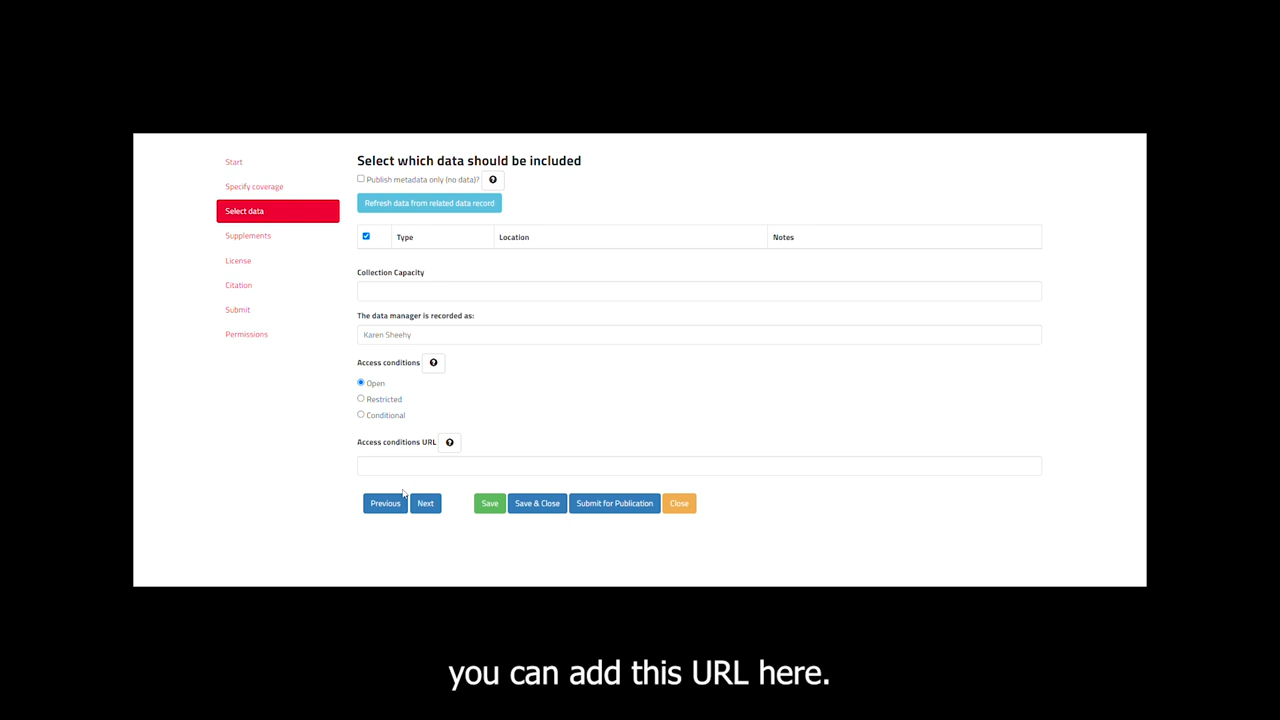 Start
Specify coverage
Select data
Supplements
License
Citation
Submit
Permissions
Select which data should be included
Publish metadata only (no data)?
Refresh data from related data record
Type Location Notes
Collection Capacity
The data manager is recorded as:
Karen Sheehy
Access conditions
Open
Restricted
Conditional
Access conditions URL
Previous Next Save Save & Close Submit for Publication Close
you can add this URL here.